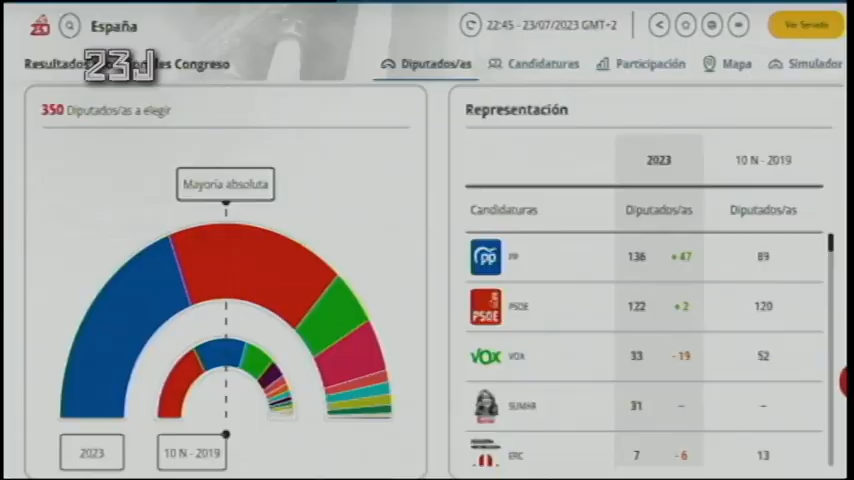 España
22:45 - 23/07/2023 GMT+2
Ver Senado
23J
Resultados
les Congreso
Diputados/as
Candidaturas
Participación
Mapa
Simulador
350 Diputados/as a elegir
Mayoría absoluta
2023
10 N - 2019
Representación
2023
10 N - 2019
Candidaturas
Diputados/as
Diputados/as
PP
PP
136
+47
89
PSOE
PSOE
122
+2
120
VOX
VOX
33
-19
52
SUMAR
31
-
-
ERC
7
-6
13